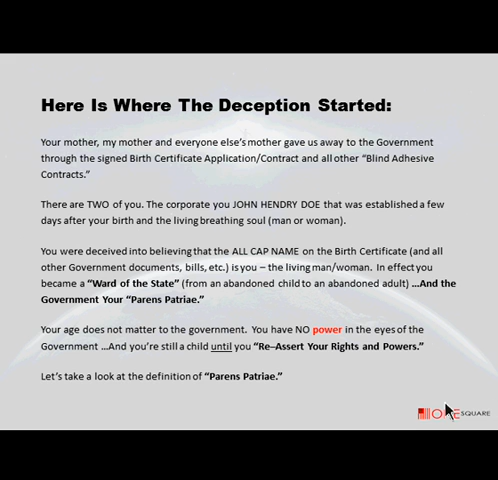 Here Is Where The Deception Started:
Your mother, my mother and everyone else's mother gave us away to the Government
through the signed Birth Certificate Application/Contract and all other “Blind Adhesive
Contracts.”
There are TWO of you. The corporate you JOHN HENDRY DOE that was established a few
days after your birth and the living breathing soul (man or woman).
You were deceived into believing that the ALL CAP NAME on the Birth Certificate (and all
other Government documents, bills, etc.) is you – the living man/woman. In effect you
became a “Ward of the State” (from an abandoned child to an abandoned adult) …And the
Government Your “Parens Patriae.”
Your age does not matter to the government. You have NO power in the eyes of the
Government …And you're still a child until you “Re–Assert Your Rights and Powers.”
Let's take a look at the definition of “Parens Patriae.”
SQUARE